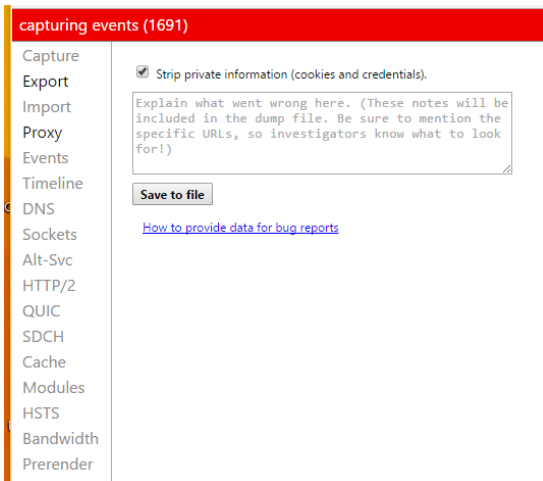 capturing events (1691)
Capture
Export
Import
Proxy
Events
Timeline
DNS
Sockets
Alt-Svc
HTTP/2
QUIC
SDCH
Cache
Modules
HSTS
Bandwidth
Prerender
Strip private information (cookies and credentials).
Explain what went wrong here. (These notes will be
included in the dump file. Be sure to mention the
specific URLs, so investigators know what to look
for!)
Save to file
How to provide data for bug reports